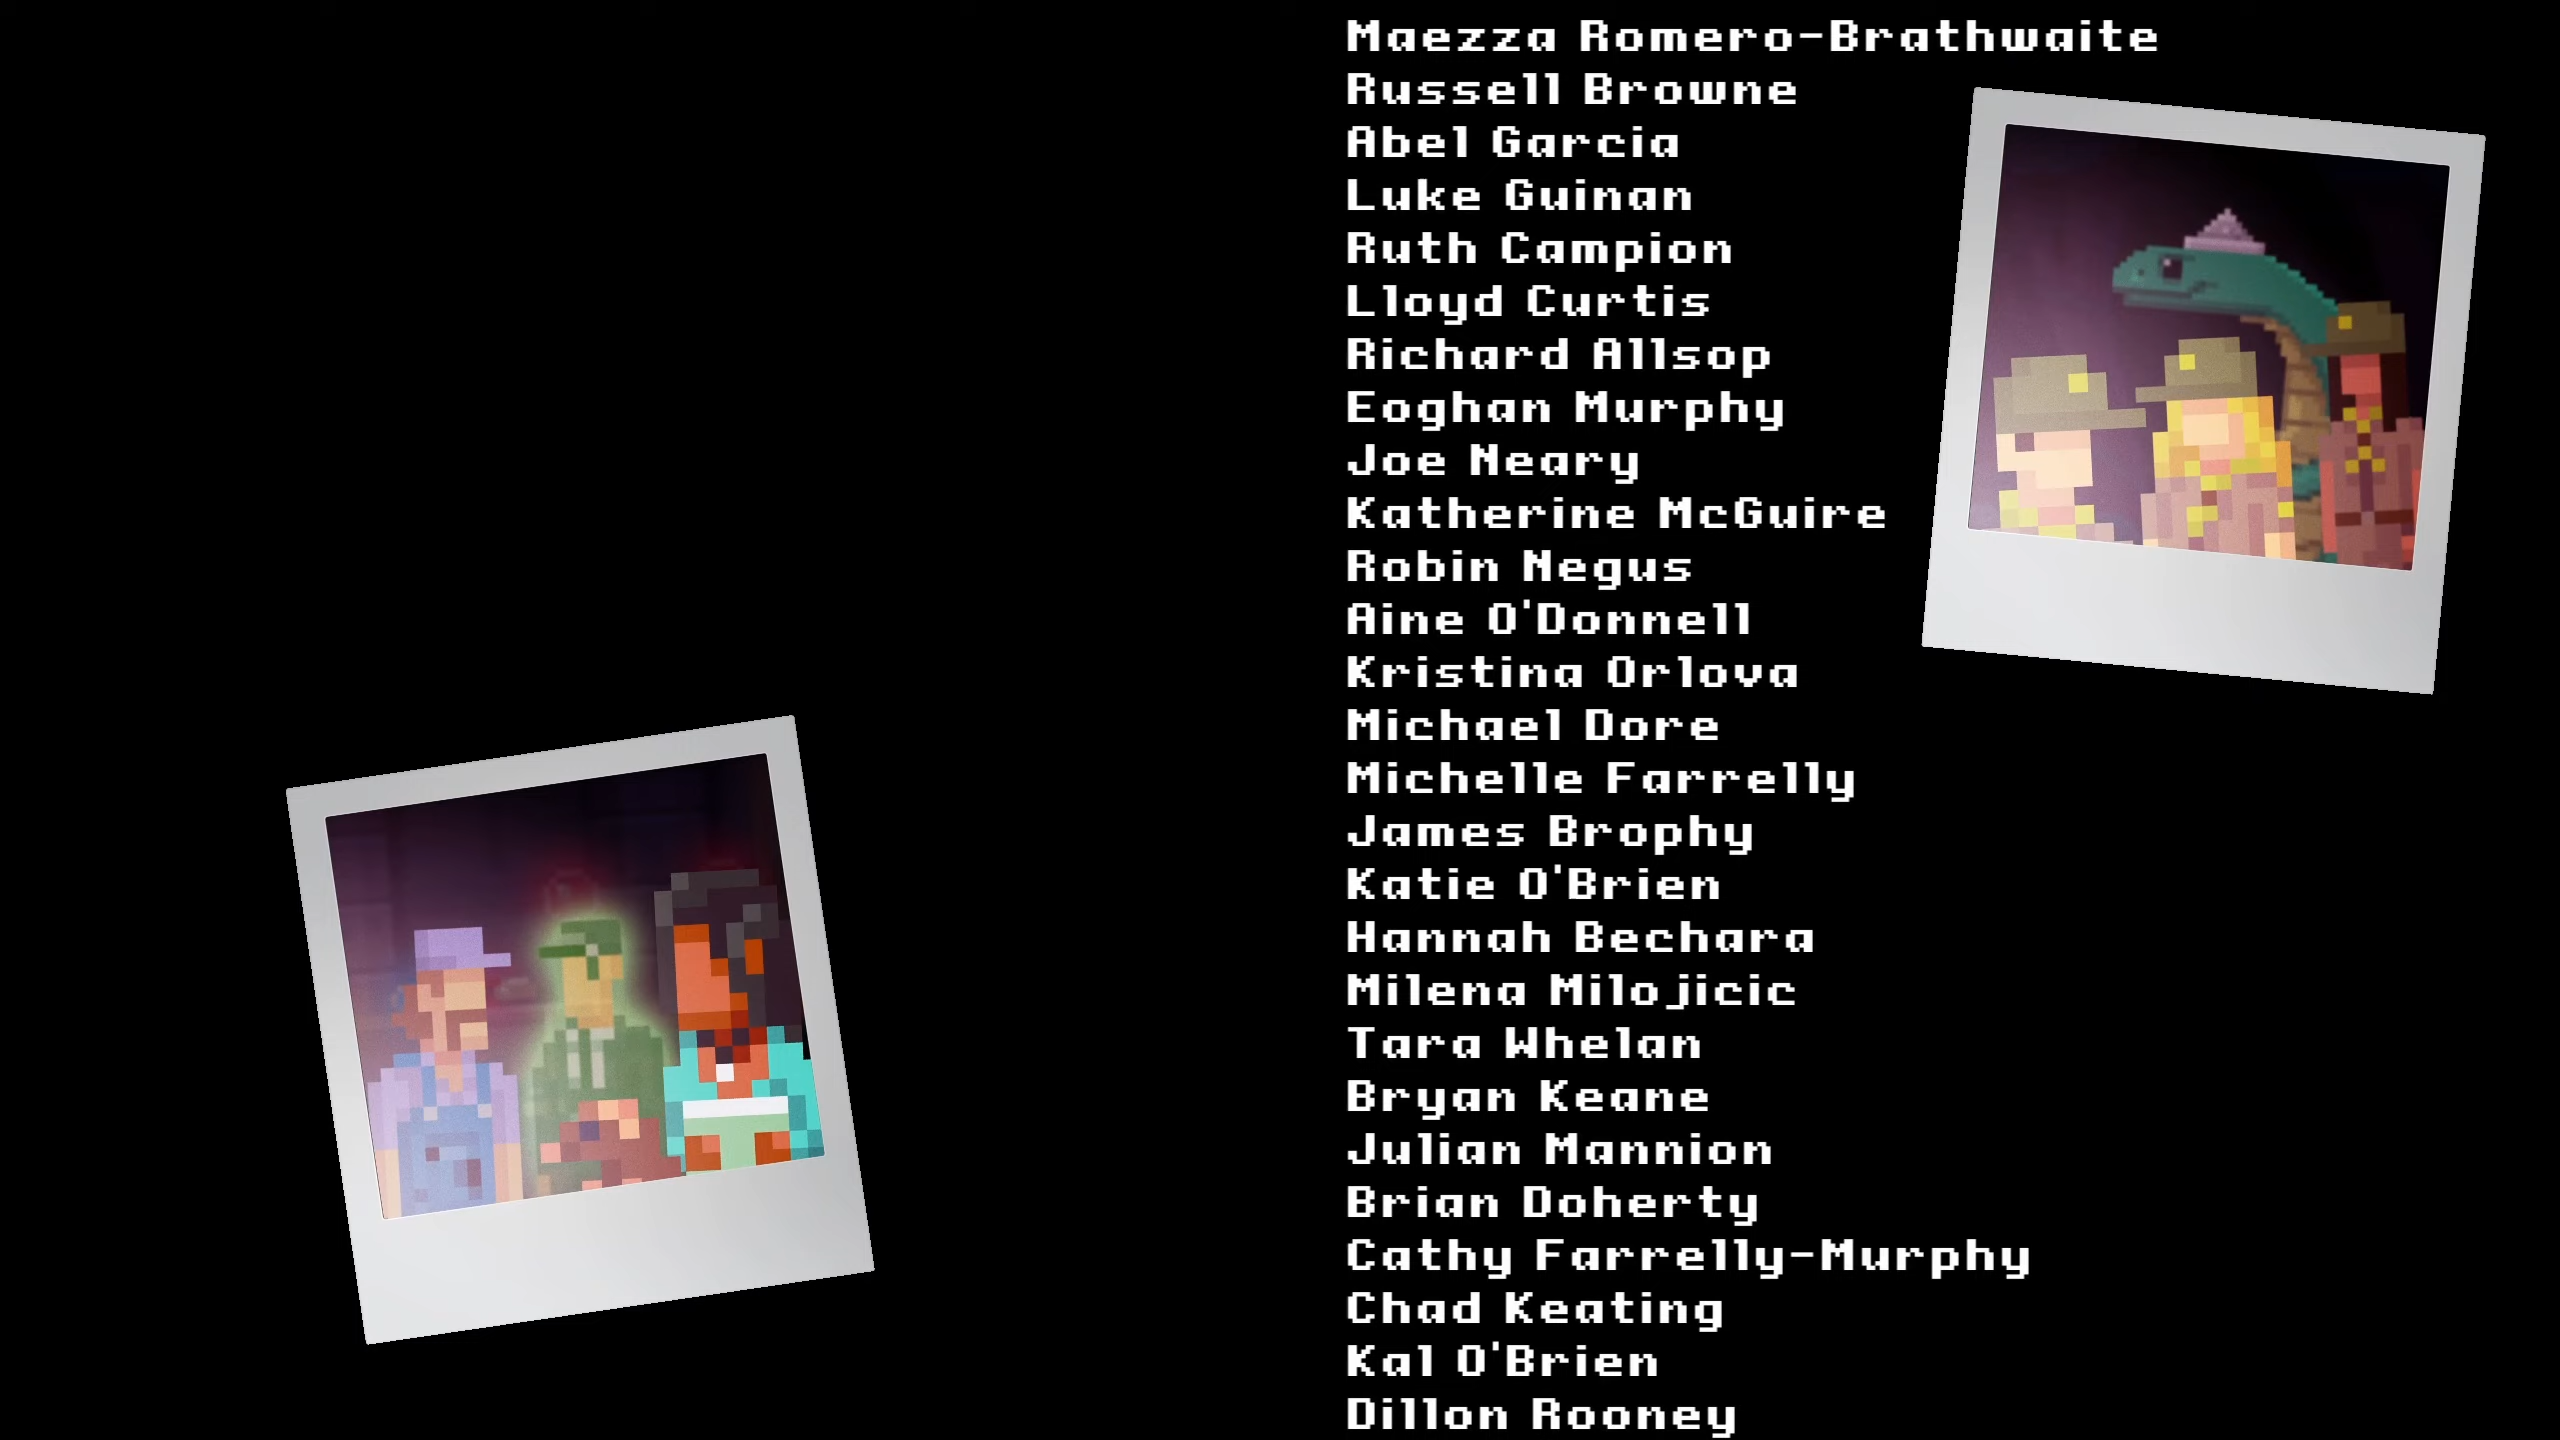 Maezza Romero-Brathwaite
Russell Browne
Abel Garcia
Luke Guinan
Ruth Campion
Lloyd Curtis
Richard Allsop
Eoghan Murphy
Joe Neary
Katherine McGuire
Robin Negus
Aine O'Donnell
Kristina Orlova
Michael Dore
Michelle Farrelly
James Brophy
Katie O'Brien
Hannah Bechara
Milena Milojicic
Tara Whelan
Bryan Keane
Julian Mannion
Brian Doherty
Cathy Farrelly-Murphy
Chad Keating
Kal O'Brien
Dillon Rooney